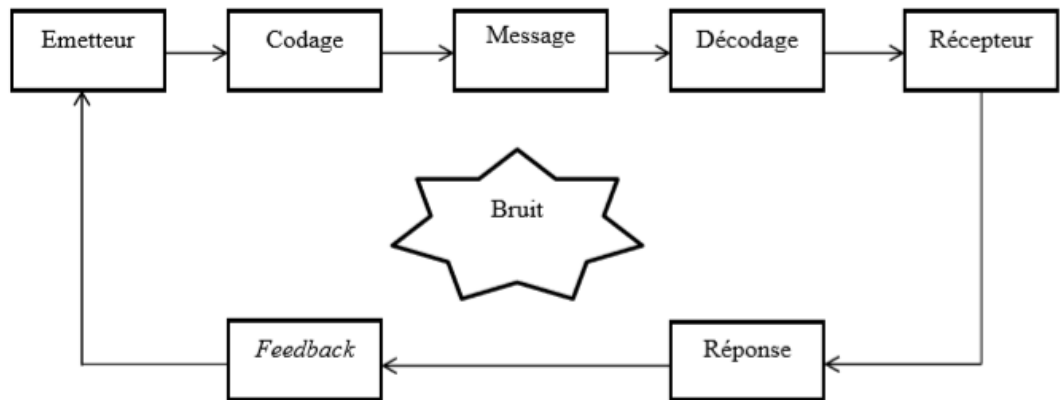 Emetteur
Codage
Message
Décodage
Récepteur
Bruit
Feedback
Réponse